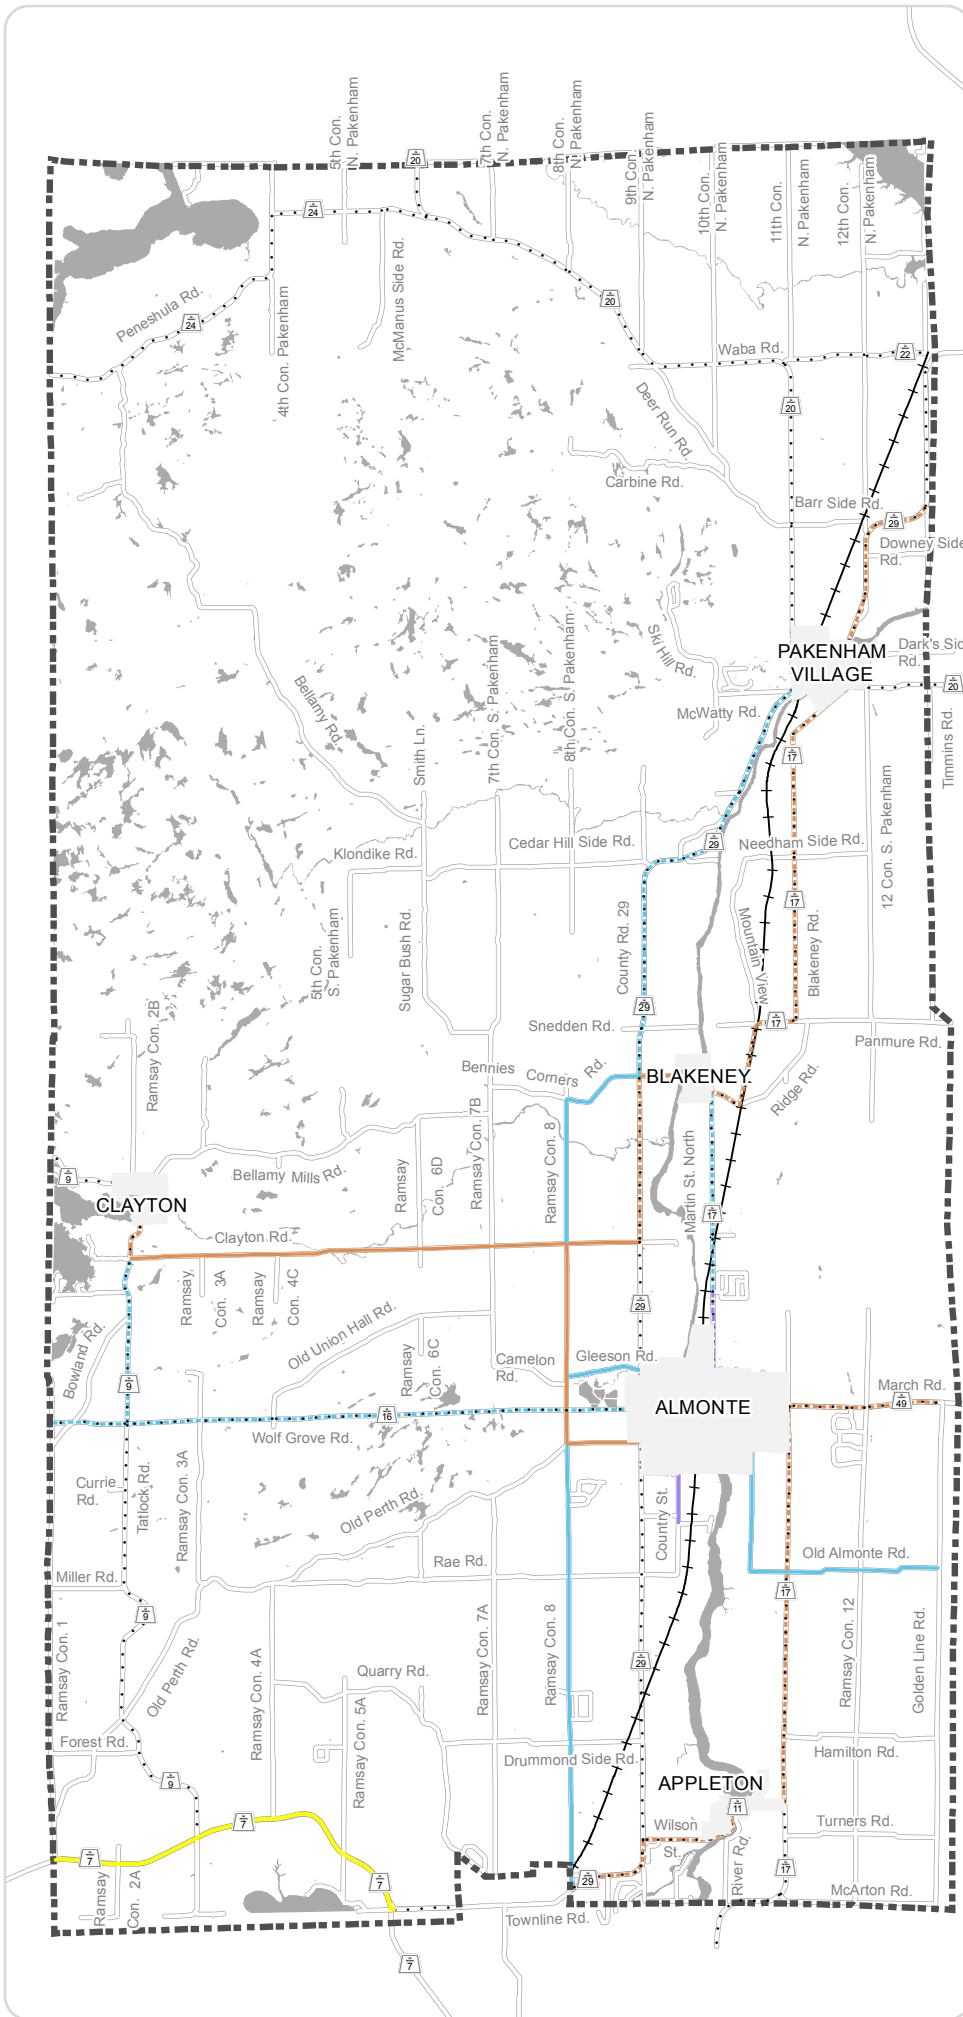 5th Con.
N. Pakenham
7th Con.
N. Pakenham
8th Con.
N. Pakenham
9th Con.
N. Pakenham
10th Con.
N. Pakenham
11th Con.
N. Pakenham
12th Con.
N. Pakenham
20
24
Peneshula Rd.
24
4th Con. Pakenham
McManus Side Rd.
20
Waba Rd.
22
20
Deer Run Rd.
Carbine Rd.
Barr Side Rd.
29
Downey Side
Rd.
Ski Hill Rd.
PAKENHAM
VILLAGE
Dark's Sid
Rd.
20
Timmins Rd.
Bellamy Rd.
Smith Ln.
7th Con. S. Pakenham
8th Con. S. Pakenham
McWatty Rd.
17
29
Klondike Rd.
Cedar Hill Side Rd.
Needham Side Rd.
12 Con. S. Pakenham
5th Con.
S. Pakenham
Sugar Bush Rd.
County Rd. 29
Mountain View
17
Blakeney Rd.
29
17
Snedden Rd.
Panmure Rd.
Ramsay Con. 2B
Bennies
Corners
Rd.
BLAKENEY
Ridge Rd.
9
CLAYTON
Bellamy Mills Rd.
Ramsay
Con. 6D
Ramsay Con. 7B
Ramsay Con. 8
Martin St. North
17
Clayton Rd.
Ramsay
Con. 3A
Ramsay
Con. 4C
29
Old Union Hall Rd.
Ramsay
Con. 6C
Camelon
Rd.
Gleeson Rd.
Bowland Rd.
9
16
Wolf Grove Rd.
ALMONTE
March Rd.
49
Currie
Rd.
Tatlock Rd.
Ramsay Con. 3A
Old Perth Rd.
Country St.
Rae Rd.
Old Almonte Rd.
Miller Rd.
9
17
Ramsay Con. 1
Old Perth Rd.
Ramsay Con. 4A
Quarry Rd.
Ramsay Con. 5A
Ramsay Con. 7A
Ramsay Con. 8
29
Ramsay Con. 12
Golden Line Rd.
Forest Rd.
9
Drummond Side Rd.
Hamilton Rd.
APPLETON
11
7
Wilson
St.
Turners Rd.
7
Ramsay
Con. 2A
7
29
River Rd.
17
McArton Rd.
Townline Rd.
7